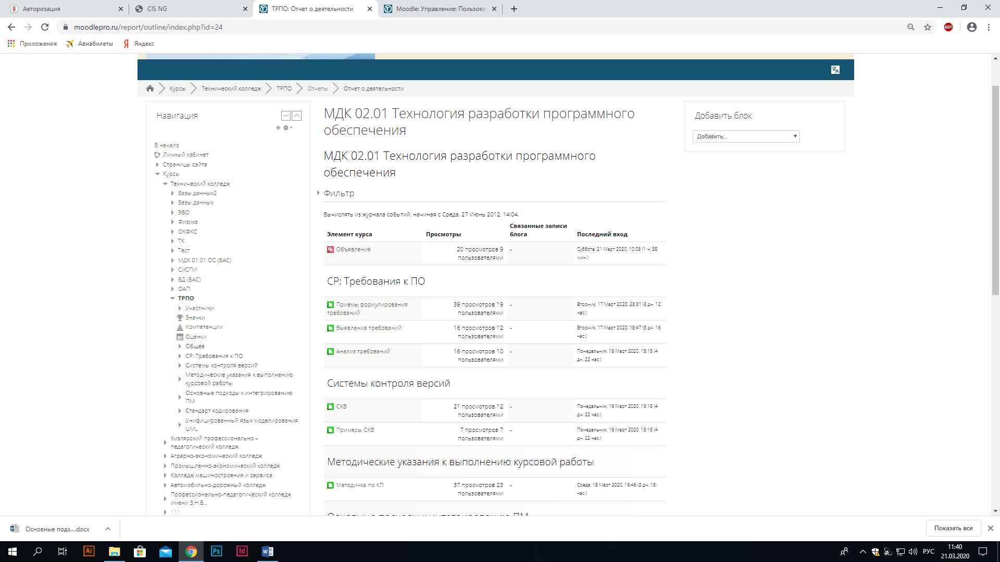 Авторизация
CIS NG
ТРПО: Отчет о деятельности
Moodle: Управление: Пользова
moodlepro.ru/report/outline/index.php?id=24
ABP
Приложения
Авиабилеты
Яндекс
Курсы
Технический колледж
ТРПО
Отчеты
Отчет о деятельности
Навигация
В начало
Личный кабинет
Страницы сайта
Курсы
Технический колледж
Базы данных2
Базы данных
ЭБО
Физика
ОКФКС
ТК
Тест
МДК 01.01.ОС (БАС)
СиСПИ
БД (БАС)
ОАП
ТРПО
Участники
Значки
Компетенции
Оценки
Общее
СР: Требования к ПО
Системы контроля версий
Методические указания к выполнению
курсовой работы
Основные подходы к интегрированию
ПМ
Стандарт кодирования
Унифицированный язык моделирования
UML
Кизлярский профессионально –
педагогический колледж
Аграрно-экономический колледж
Промышленно-экономический колледж
Колледж машиностроения и сервиса
Автомобильно-дорожный колледж
Профессионально-педагогический колледж
имени З.Н.Б...
111
МДК 02.01 Технология разработки программного
обеспечения
МДК 02.01 Технология разработки программного
обеспечения
Фильтр
Вычислять из журнала событий, начиная с Среда, 27 Июнь 2012, 14:04.
Элемент курса
Просмотры
Связанные записи
блога
Последний вход
Объявления
20 просмотров 9
пользователями
-
Суббота, 21 Март 2020, 10:03 (1 ч. 35
мин.)
СР: Требования к ПО
Приемы формулирования
требований
39 просмотров 19
пользователями
-
Вторник, 17 Март 2020, 23:31 (3 дн. 12
час.)
Выявление требований
16 просмотров 12
пользователями
-
Вторник, 17 Март 2020, 18:47 (3 дн. 16
час.)
Анализ требований
16 просмотров 10
пользователями
-
Понедельник, 16 Март 2020, 13:15 (4
дн. 22 час.)
Системы контроля версий
СКВ
21 просмотров 12
пользователями
-
Понедельник, 16 Март 2020, 13:15 (4
дн. 22 час.)
Примеры СКВ
7 просмотров 7
пользователями
-
Понедельник, 16 Март 2020, 13:15 (4
дн. 22 час.)
Методические указания к выполнению курсовой работы
Методичка по КП
37 просмотров 23
пользователями
-
Среда, 18 Март 2020, 16:46 (2 дн. 18
час.)
Основные подходы к интегрированию ПМ
Добавить блок
Добавить...
Основные подх....docx
Показать все
Ai
Ps
Id
РУС
11:40
21.03.2020